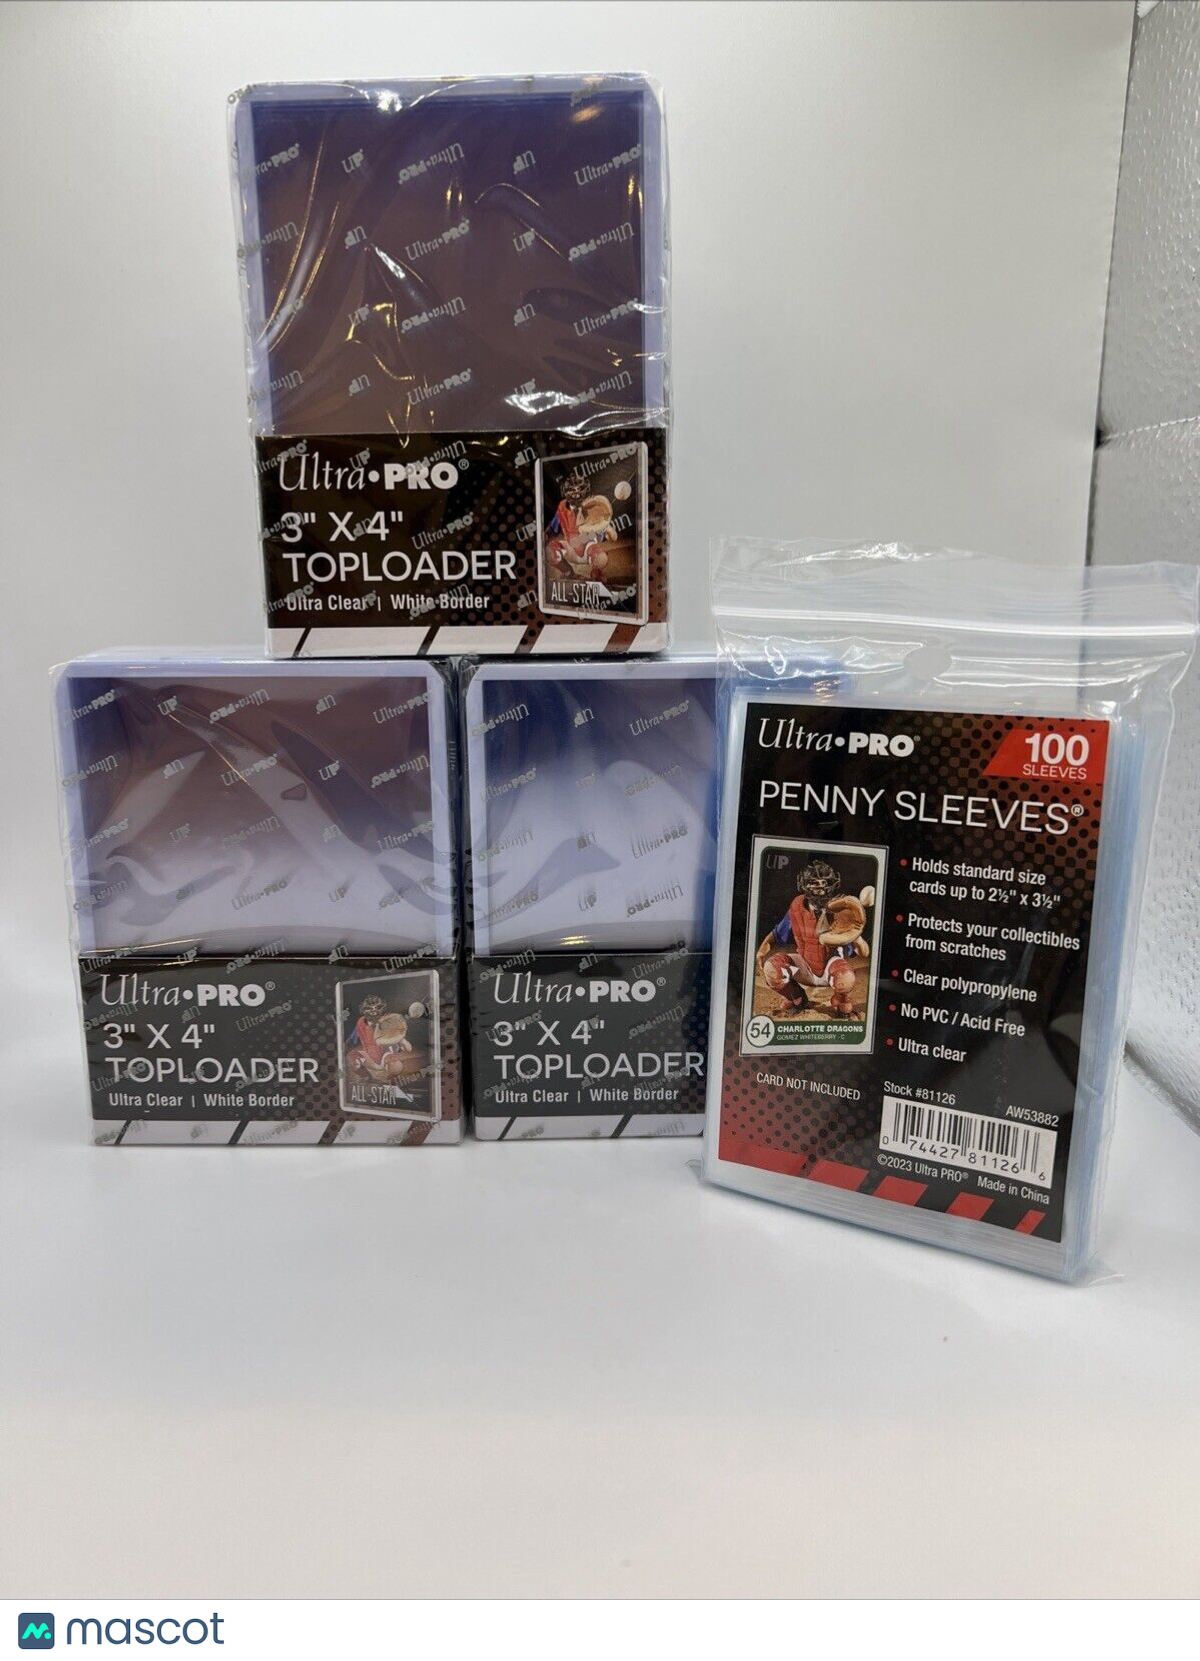 Ultra•PRO®
3" X 4"
TOPLOADER
Ultra Clear | White Border
ALL-STAR
Ultra•PRO®
3" X 4"
TOPLOADER
Ultra Clear | White Border
ALL-STAR
Ultra•PRO®
3" X 4"
TOPLOADER
Ultra Clear | White Border
Ultra•PRO®
100
SLEEVES
PENNY SLEEVES®
UP
• Holds standard size
cards up to 2½" x 3½"
• Protects your collectibles
from scratches
• Clear polypropylene
• No PVC / Acid Free
• Ultra clear
54 CHARLOTTE DRAGONS
GOMEZ WHITEBERRY - C
CARD NOT INCLUDED
Stock #81126
AW53882
0 74427 81126 6
©2023 Ultra PRO® Made in China
mascot